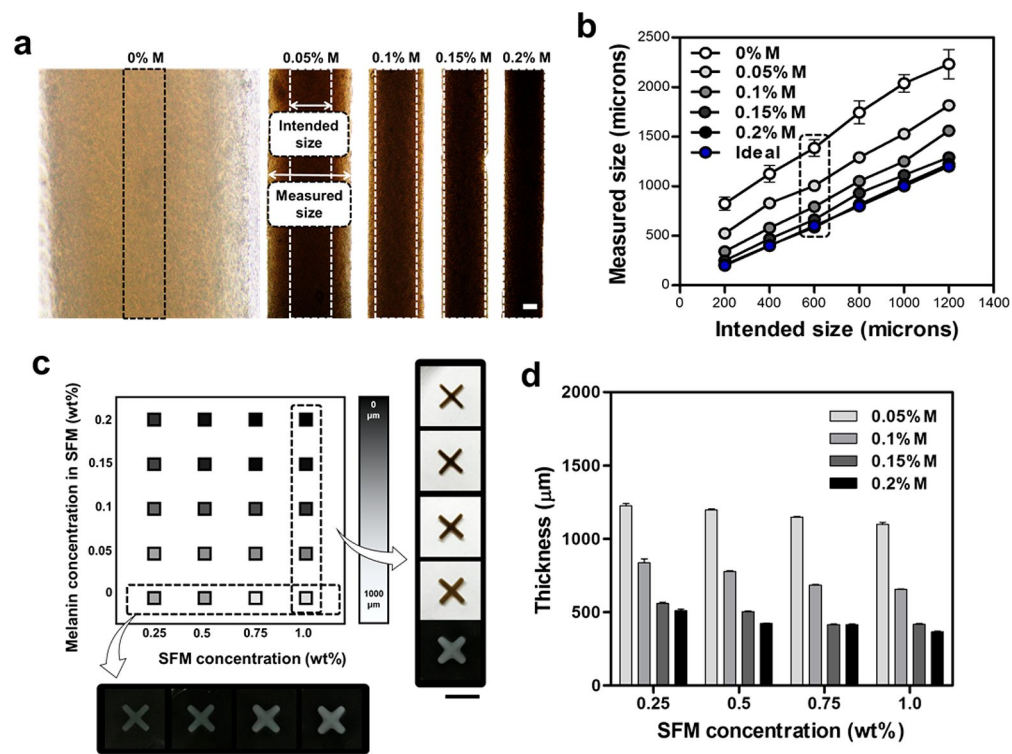 a
0% M
0.05% M
0.1% M
0.15% M
0.2% M
Intended
size
Measured
size
b
Measured size (microns)
2500
2000
1500
1000
500
0
0% M
0.05% M
0.1% M
0.15% M
0.2% M
Ideal
0
200
400
600
800
1000
1200
1400
Intended size (microns)
c
Melanin concentration in SFM (wt%)
0.2
0.15
0.1
0.05
0
0.25
0.5
0.75
1.0
SFM concentration (wt%)
0
µm
1000
µm
d
Thickness (µm)
2000
1500
1000
500
0
0.05% M
0.1% M
0.15% M
0.2% M
0.25
0.5
0.75
1.0
SFM concentration (wt%)